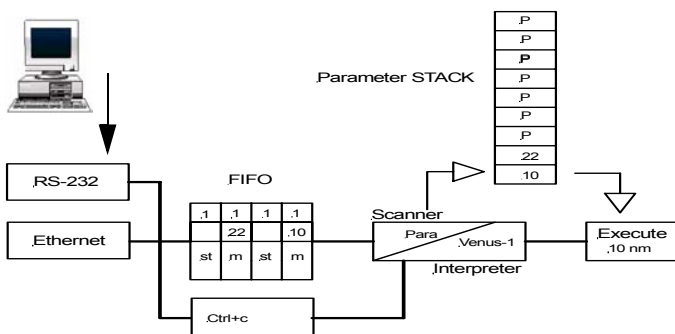 .P
.P
.P
.P
.P
.P
.P
.22
.10
.Parameter STACK
RS-232
.Ethernet
FIFO
.1 .1 .1 .1
.22 .10
.st .m .st m
.Scanner
.Para
.Venus-1
.Interpreter
.Execute
.10 nm
.Ctrl+c